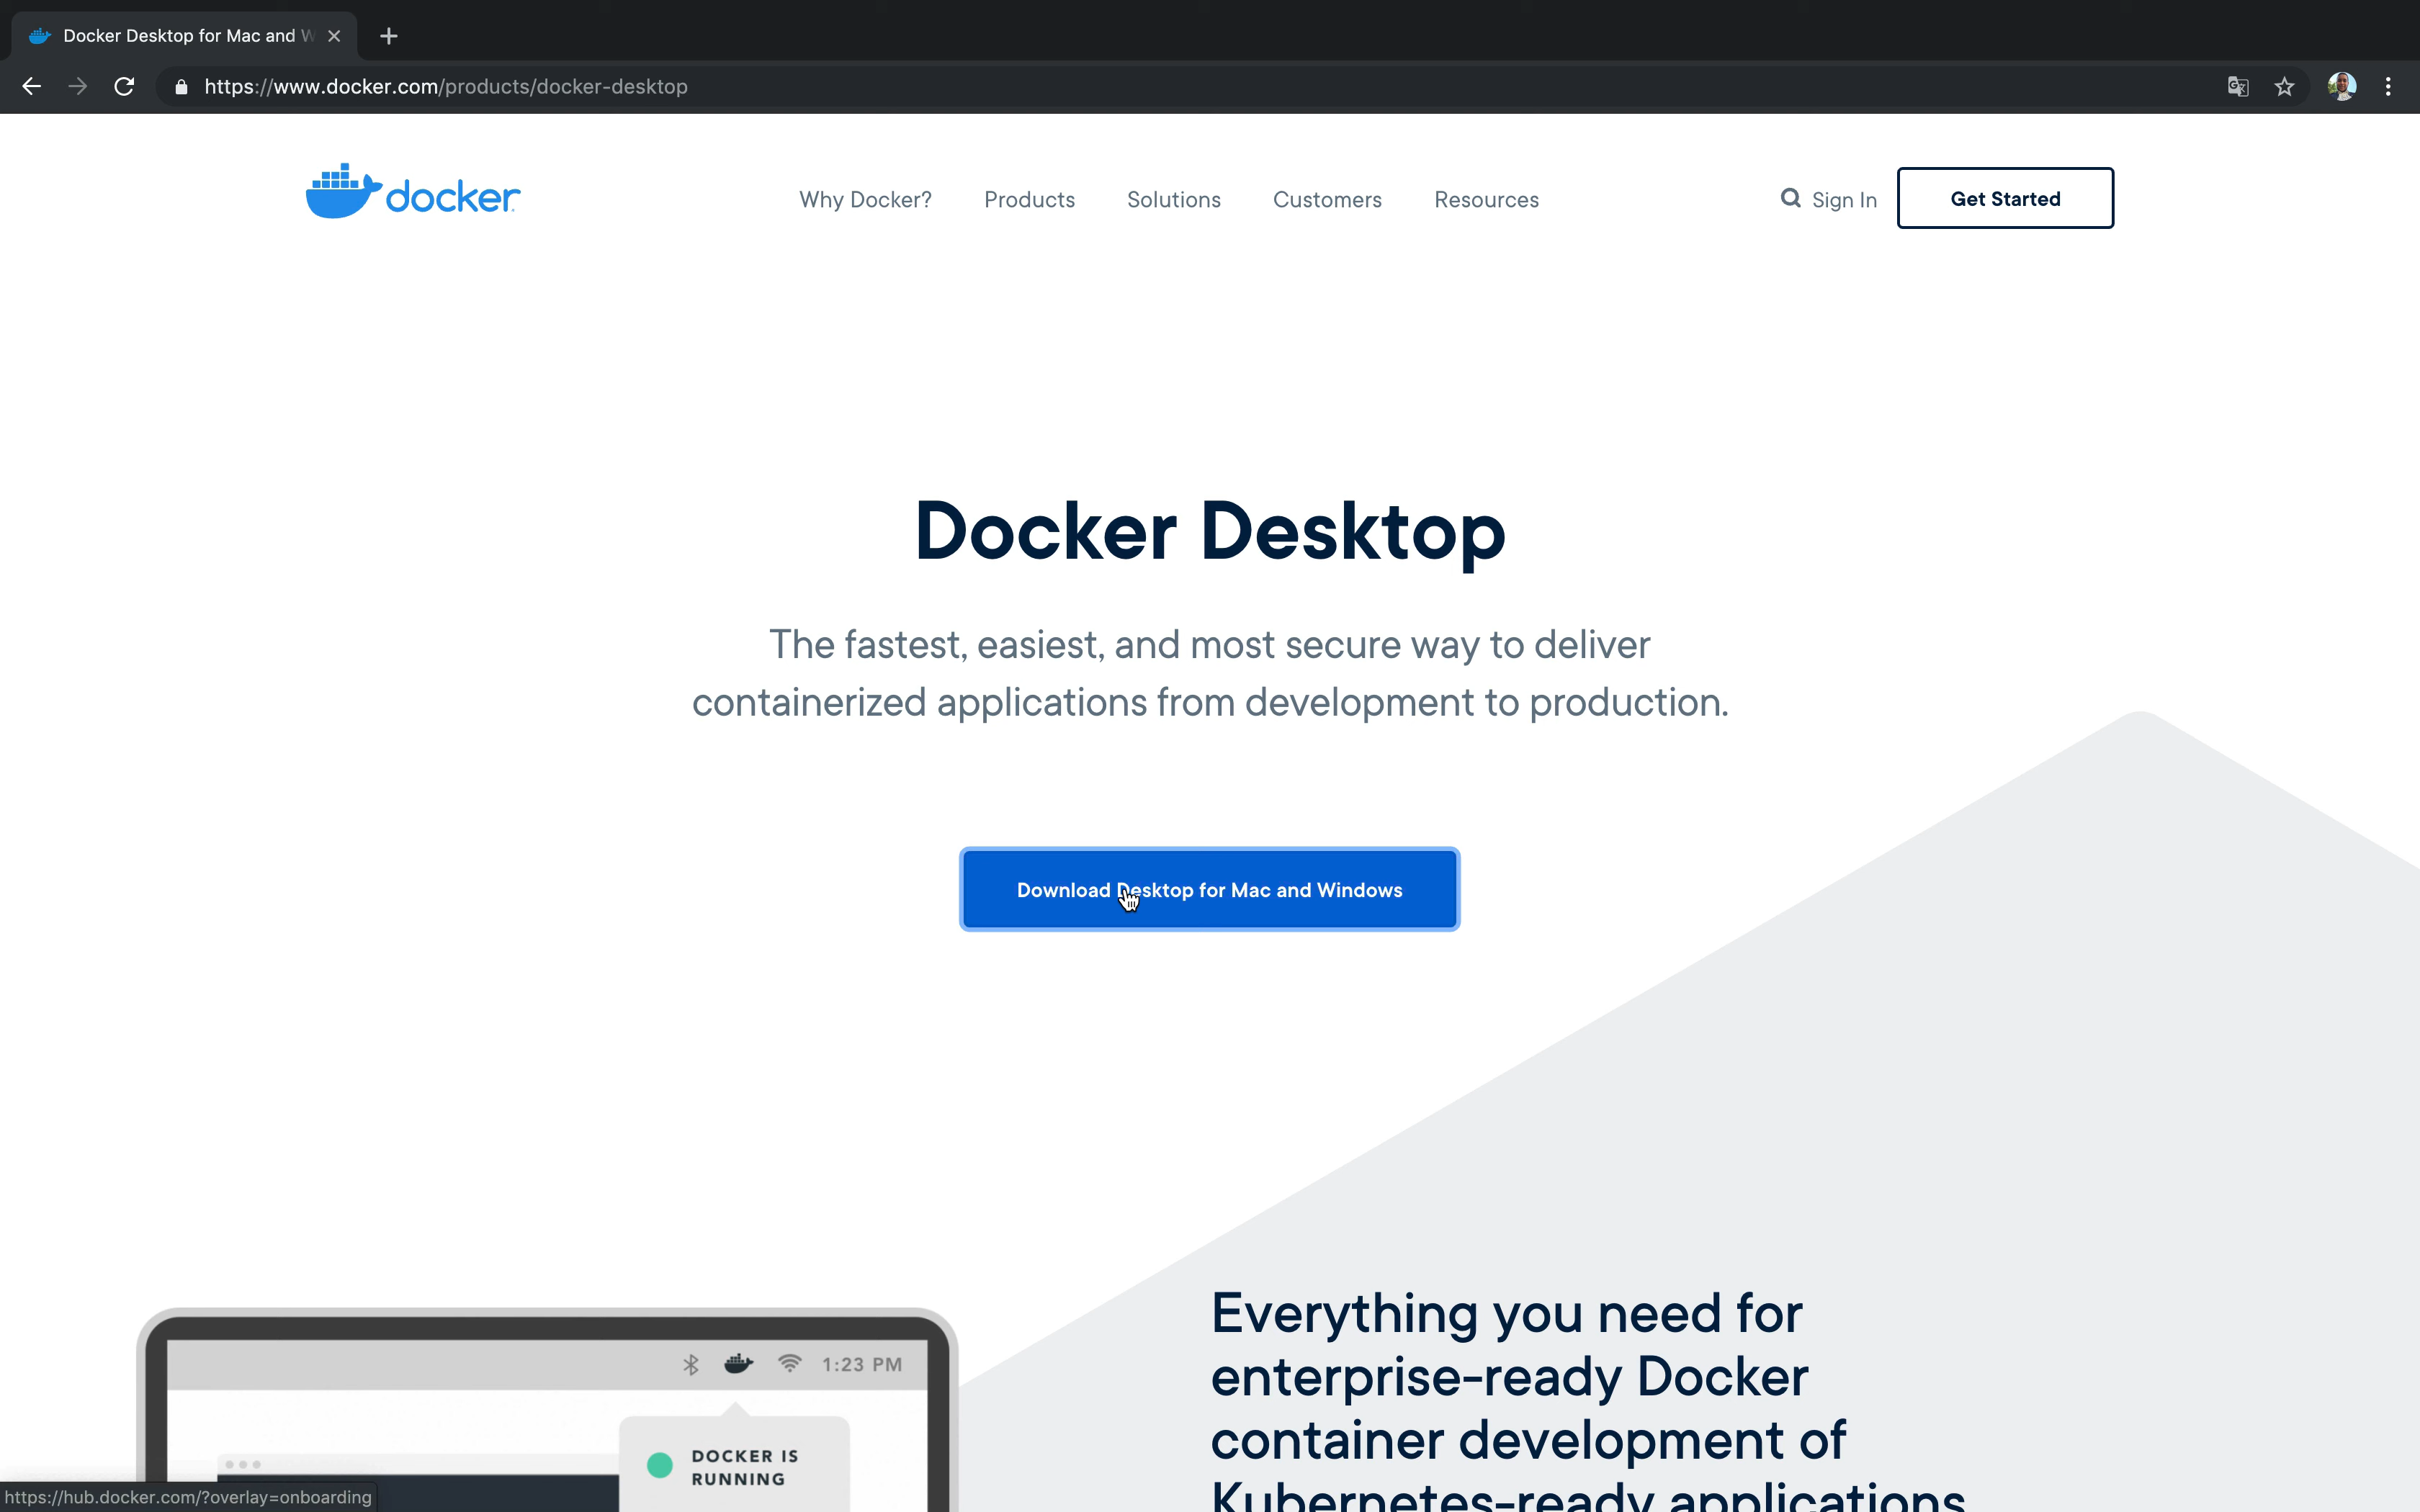 Docker Desktop for Mac and W
https://www.docker.com/products/docker-desktop
docker
Why Docker? Products Solutions Customers Resources Sign In Get Started
Docker Desktop
The fastest, easiest, and most secure way to deliver
containerized applications from development to production.
Download Desktop for Mac and Windows
1:23 PM
DOCKER IS
RUNNING
Everything you need for
enterprise-ready Docker
container development of
Kubernetes-ready applications
https://hub.docker.com/?overlay=onboarding